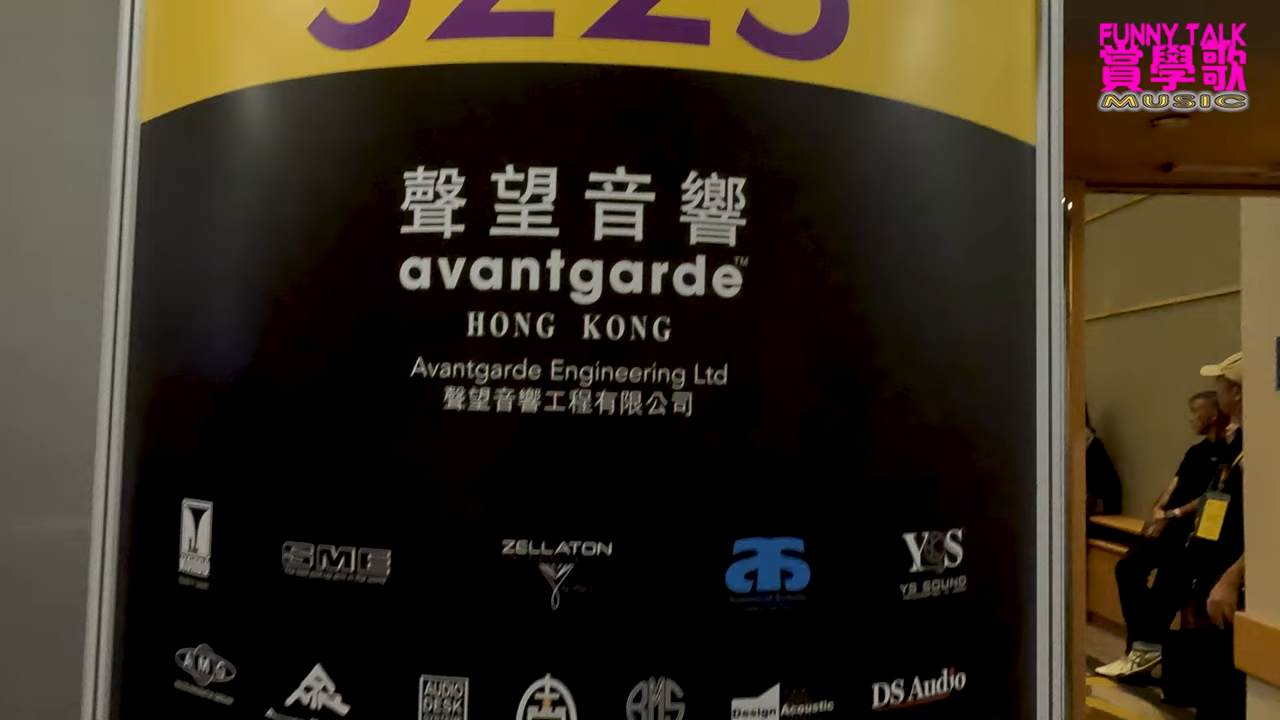 FUNNY TALK
賞學歌
MUSIC
聲望音響
avantgarde™
HONG KONG
Avantgarde Engineering Ltd
聲望音響工程有限公司
SME
ZELLATON
Y&S
YS SOUND
AMG
AUDIO
DESK
Design
Acoustic
DS Audio